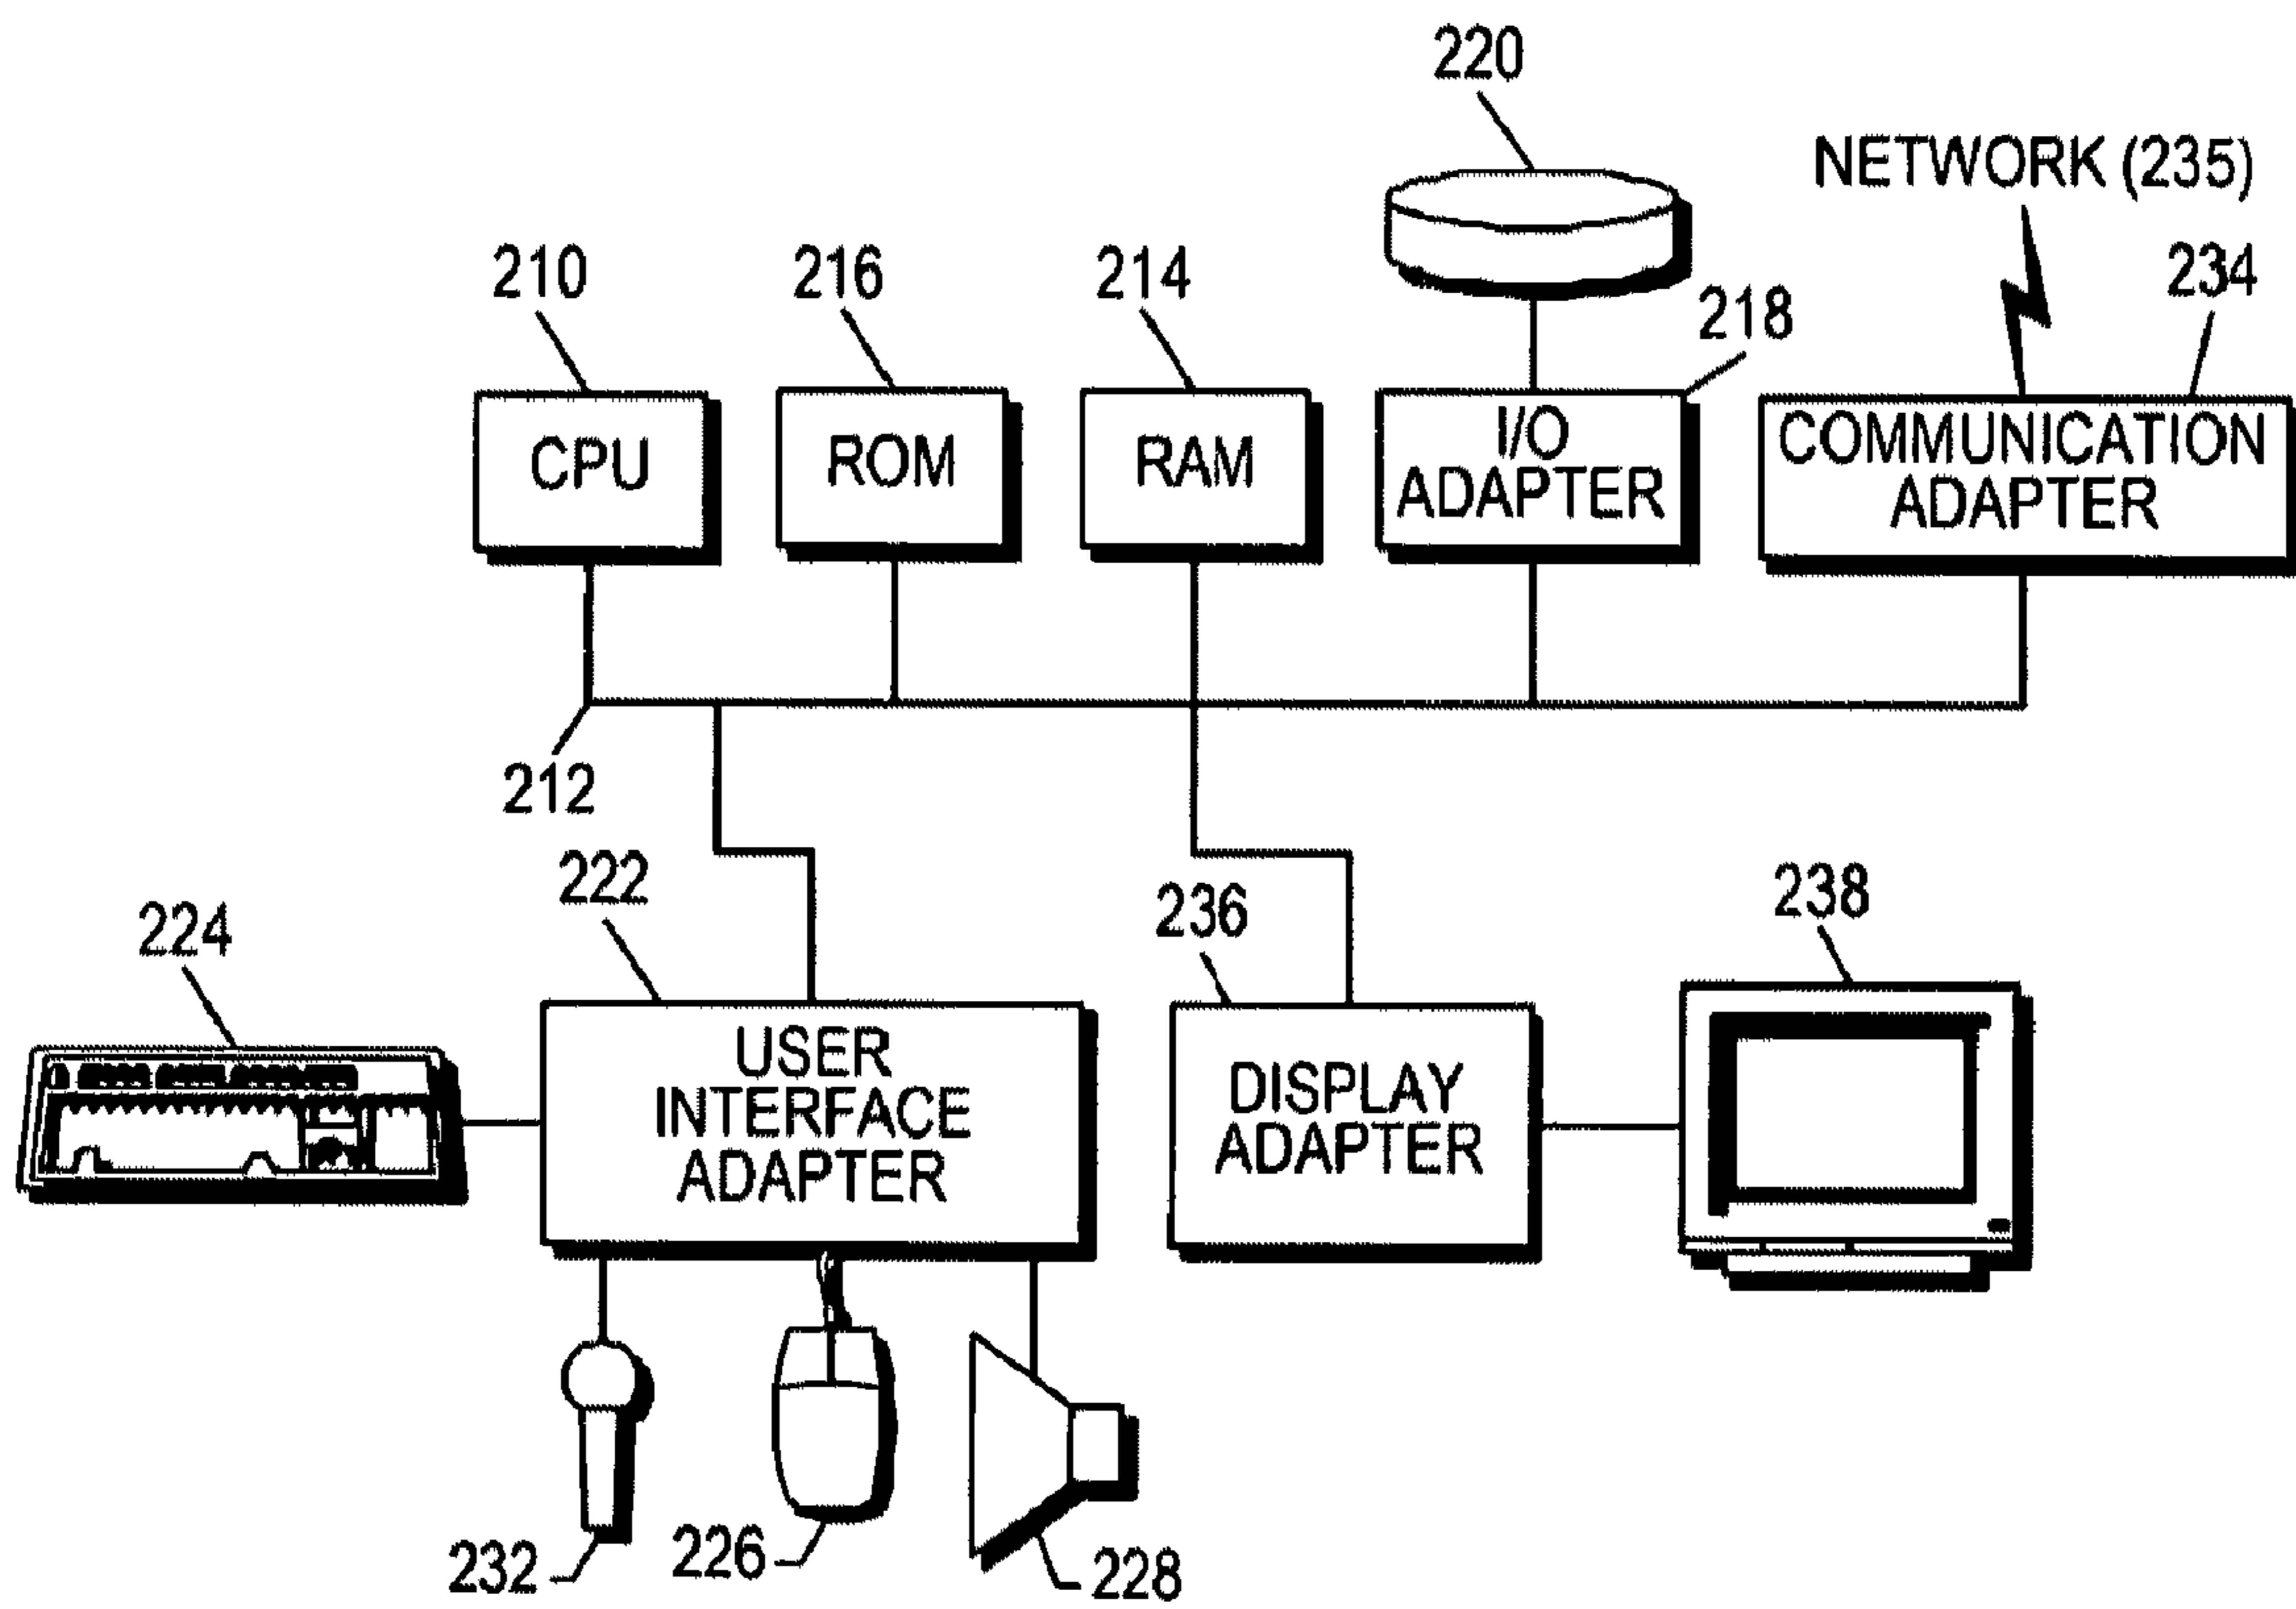 220
NETWORK (235)
210
216
214
218
234
CPU
ROM
RAM
I/O
ADAPTER
COMMUNICATION
ADAPTER
212
222
224
236
238
USER
INTERFACE
ADAPTER
DISPLAY
ADAPTER
232
226
228